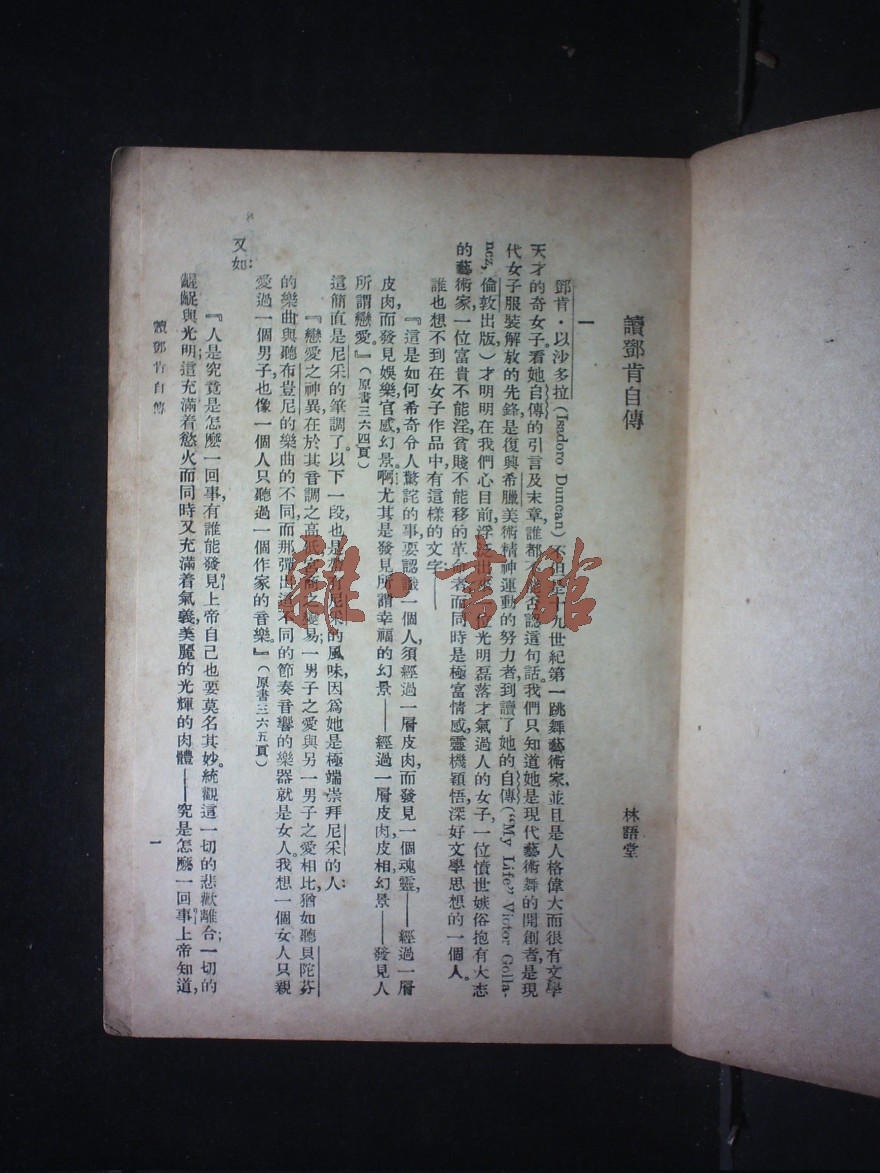 讀鄧肯自傳
林語堂
一
鄧肯·以沙多拉(Isadoro Duncan)不但是十九世紀第一跳舞藝術家,並且是人格偉大而很有文學
天才的奇女子。看她自傳的引言及末章,誰都不能否認這句話。我們只知道她是現代藝術舞的開創者,是現
代女子服裝解放的先鋒,是復興希臘美術精神運動的努力者,到讀了她的自傳(“My Life” Victor Golla-
ncz, 倫敦出版,)才明明在我們心目前,浮泛出來一位光明磊落才氣過人的女子,一位憤世嫉俗抱有大志
的藝術家,一位富貴不能淫,貧賤不能移的革命者,而同時是極富情感,靈機穎悟,深好文學思想的一個人。
誰也想不到在女子作品中,有這樣的文字——
『這是如何希奇令人驚詫的事,要認識一個人,須經過一層皮肉,而發見一個魂靈,——經過一層
皮肉而發見娛樂,官感,幻景。啊,尤其是發見所謂幸福的幻景——經過一層皮肉,皮相,幻景——發見人
所謂戀愛。』(原書三六四頁)
這簡直是尼采的筆調了。以下一段也是帶有尼采的風味,因爲她是極端崇拜尼采的人:
『戀愛之神異在於其音調之高低宮商之變易,一男子之愛與另一男子之愛相比,猶如聽貝陀芬
的樂曲與聽布豈尼的樂曲的不同,而那彈出這不同的節奏音響的樂器就是女人。我想一個女人只親
愛過一個男子,也像一個人只聽過一個作家的音樂。』(原書三六五頁)
又如:
『人是究竟是怎麼一回事,有誰能發見,上帝自己也要莫名其妙。統觀這一切的悲歡離合;一切的
齷齪與光明;這充滿着慾火而同時又充滿着氣義,美麗的光輝的肉體——究是怎麼一回事,上帝知道,
讀鄧肯自傳
一
雜·書館